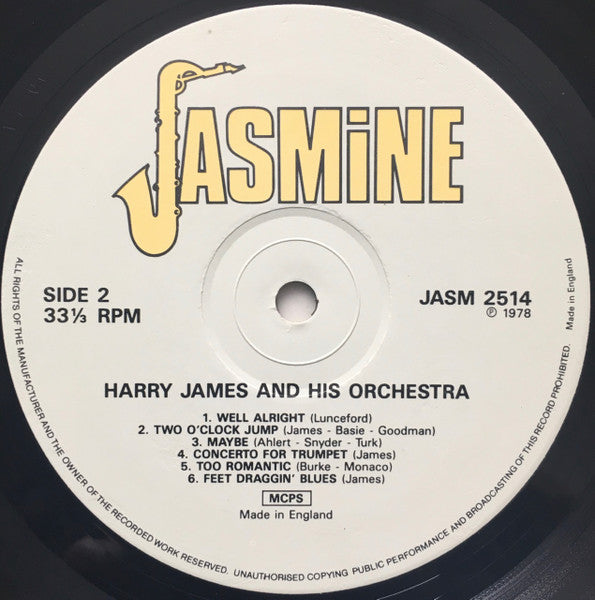 JASMiNE
SIDE 2
33⅓ RPM
JASM 2514
℗ 1978
HARRY JAMES AND HIS ORCHESTRA
1. WELL ALRIGHT (Lunceford)
2. TWO O'CLOCK JUMP (James - Basie - Goodman)
3. MAYBE (Ahlert - Snyder - Turk)
4. CONCERTO FOR TRUMPET (James)
5. TOO ROMANTIC (Burke - Monaco)
6. FEET DRAGGIN' BLUES (James)
MCPS
Made in England
ALL RIGHTS OF THE MANUFACTURER AND THE OWNER OF THE RECORDED WORK RESERVED. UNAUTHORISED COPYING PUBLIC PERFORMANCE AND BROADCASTING OF THIS RECORD PROHIBITED. Made in England